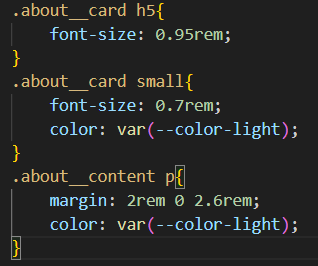 .about__card h5{
    font-size: 0.95rem;
}
.about__card small{
    font-size: 0.7rem;
    color: var(--color-light);
}
.about__content p{
    margin: 2rem 0 2.6rem;
    color: var(--color-light);
}